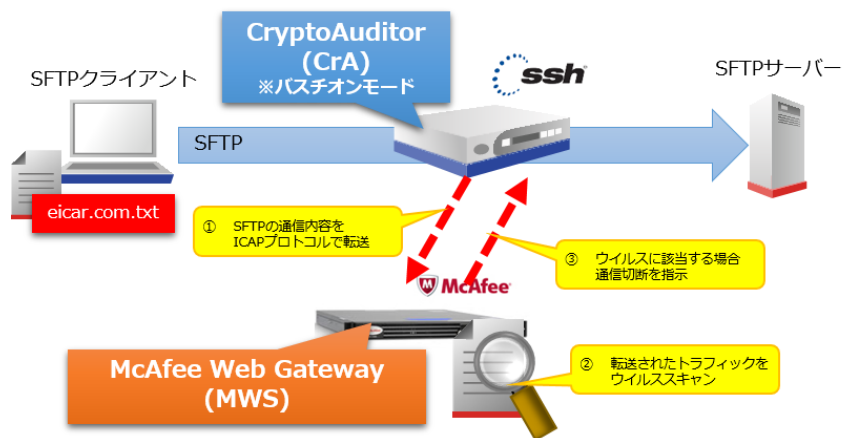 CryptoAuditor
(CrA)
※バスチオンモード
SFTPクライアント
ssh
SFTPサーバー
SFTP
eicar.com.txt
① SFTPの通信内容を
ICAPプロトコルで転送
③ ウイルスに該当する場合
通信切断を指示
McAfee
McAfee Web Gateway
(MWS)
② 転送されたトラフィックを
ウイルススキャン